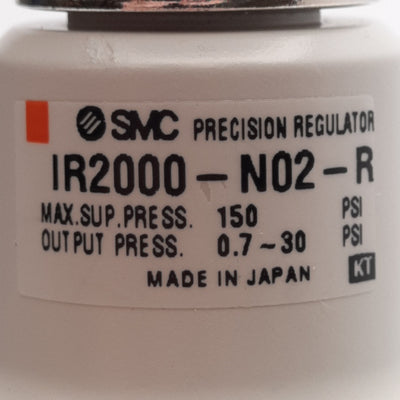 SMC PRECISION REGULATOR
IR2000-N02-R
MAX.SUP.PRESS. 150 PSI
OUTPUT PRESS. 0.7~30 PSI
MADE IN JAPAN KT